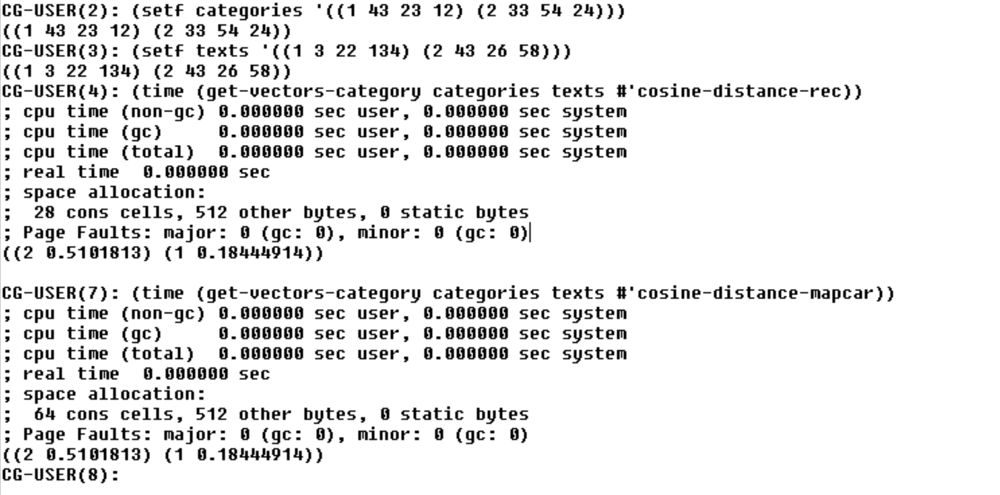 CG-USER(2): (setf categories '((1 43 23 12) (2 33 54 24)))
((1 43 23 12) (2 33 54 24))
CG-USER(3): (setf texts '((1 3 22 134) (2 43 26 58)))
((1 3 22 134) (2 43 26 58))
CG-USER(4): (time (get-vectors-category categories texts #'cosine-distance-rec))
; cpu time (non-gc) 0.000000 sec user, 0.000000 sec system
; cpu time (gc)     0.000000 sec user, 0.000000 sec system
; cpu time (total)  0.000000 sec user, 0.000000 sec system
; real time  0.000000 sec
; space allocation:
;  28 cons cells, 512 other bytes, 0 static bytes
; Page Faults: major: 0 (gc: 0), minor: 0 (gc: 0)
((2 0.5101813) (1 0.18444914))
CG-USER(7): (time (get-vectors-category categories texts #'cosine-distance-mapcar))
; cpu time (non-gc) 0.000000 sec user, 0.000000 sec system
; cpu time (gc)     0.000000 sec user, 0.000000 sec system
; cpu time (total)  0.000000 sec user, 0.000000 sec system
; real time  0.000000 sec
; space allocation:
;  64 cons cells, 512 other bytes, 0 static bytes
; Page Faults: major: 0 (gc: 0), minor: 0 (gc: 0)
((2 0.5101813) (1 0.18444914))
CG-USER(8):